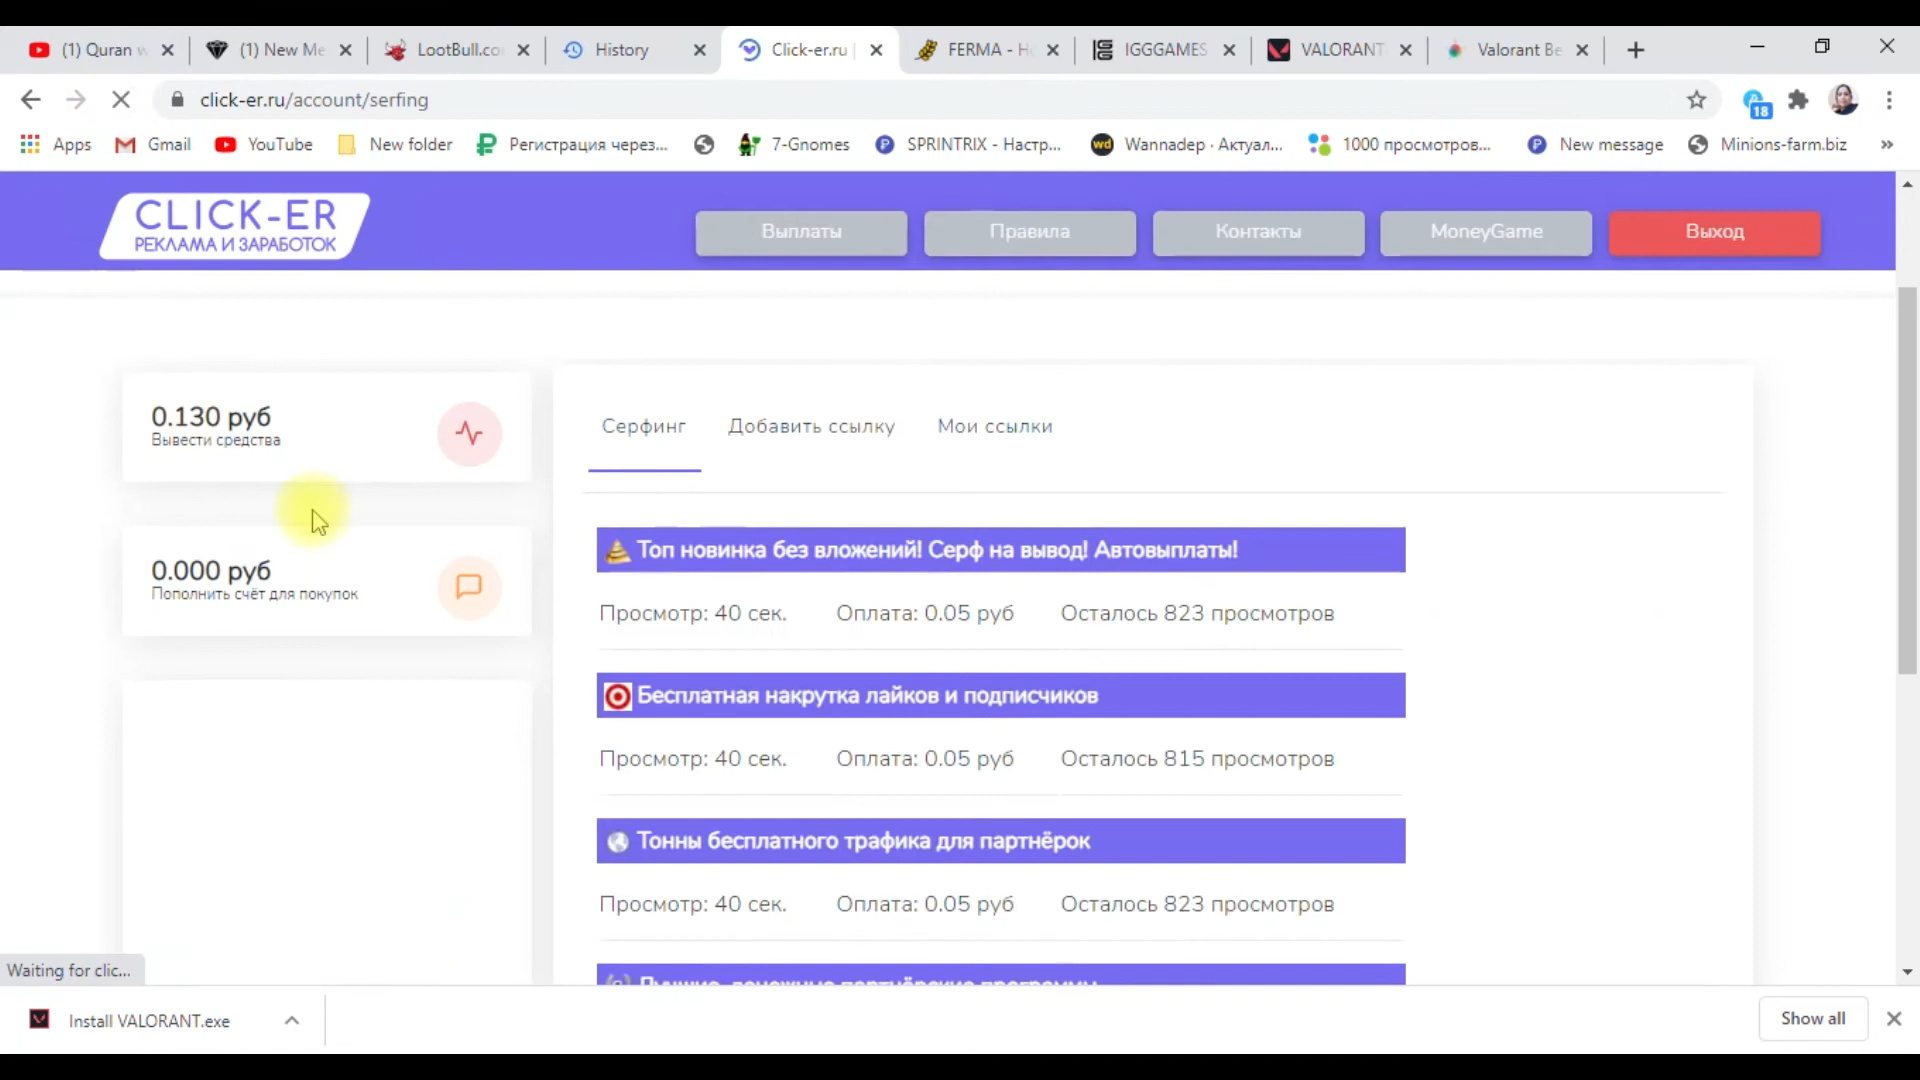 (1) Quran w
(1) New Me
LootBull.co
History
Click-er.ru |
FERMA - H
IGGGAMES
VALORANT
Valorant Be
click-er.ru/account/serfing
18
Apps
Gmail
YouTube
New folder
Регистрация через...
7-Gnomes
SPRINTRIX - Настр...
wd
Wannadep · Актуал...
1000 просмотров...
New message
Minions-farm.biz
»
CLICK-ER
РЕКЛАМА И ЗАРАБОТОК
Выплаты
Правила
Контакты
MoneyGame
Выход
0.130 руб
Вывести средства
0.000 руб
Пополнить счёт для покупок
Серфинг
Добавить ссылку
Мои ссылки
Топ новинка без вложений! Серф на вывод! Автовыплаты!
Просмотр: 40 сек.
Оплата: 0.05 руб
Осталось 823 просмотров
Бесплатная накрутка лайков и подписчиков
Просмотр: 40 сек.
Оплата: 0.05 руб
Осталось 815 просмотров
Тонны бесплатного трафика для партнёрок
Просмотр: 40 сек.
Оплата: 0.05 руб
Осталось 823 просмотров
Лучшие, денежные партнёрские программы
Waiting for clic...
Install VALORANT.exe
Show all